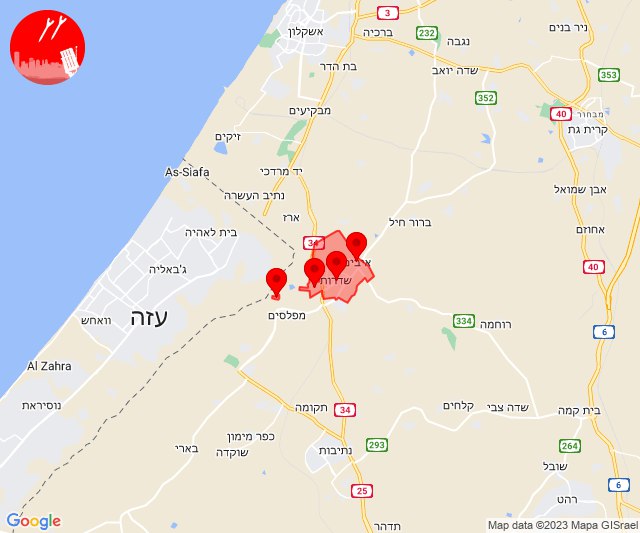 3
אשקלון
ברכיה
232
נגבה
ניר בנים
בת הדר
שדה יואב
353
352
מבקיעים
40
מבחור
קרית גת
זיקים
As-Siafa
יד מרדכי
נתיב העשרה
אבן שמואל
ארז
ברור חיל
בית לאהיה
34
אחוזם
איבים
ג'באליה
40
שדרות
עזה
וואחש
מפלסים
334
רוחמה
6
Al Zahra
נוסיראת
תקומה
34
קלחים
שדה צבי
בית קמה
כפר מימון
בארי
שוקדה
נתיבות
293
264
שובל
25
6
רהט
תדהר
Google
Map data ©2023 Mapa GISrael